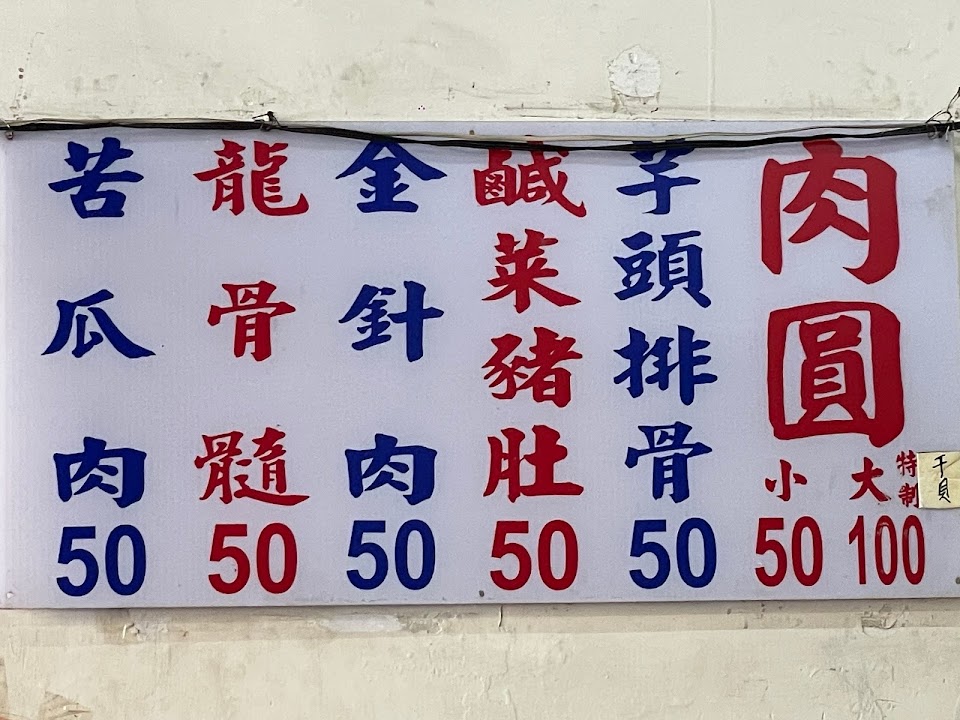 肉圓
小 50
大 100
特制
干貝
芋頭排骨 50
鹹菜豬肚 50
金針肉 50
龍骨髓 50
苦瓜肉 50